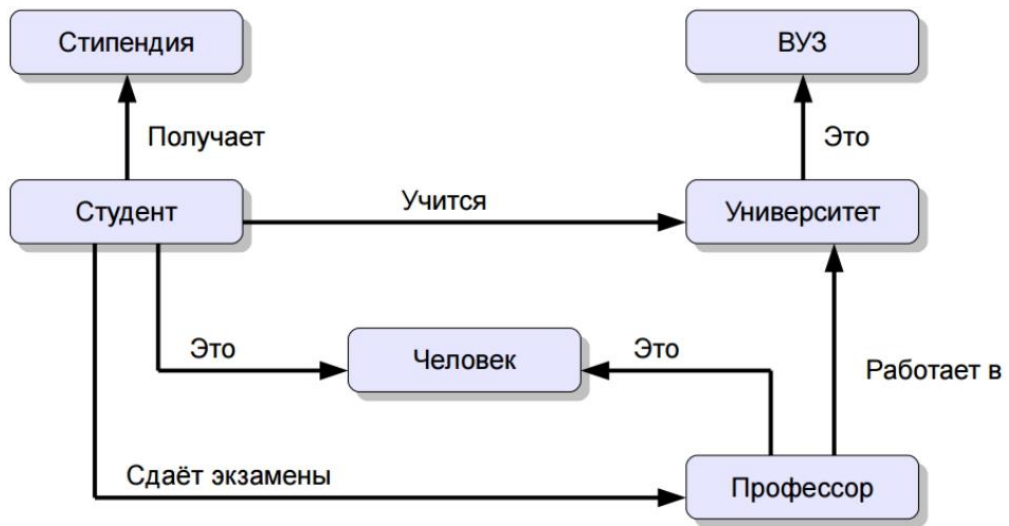 Стипендия
ВУЗ
Получает
Это
Студент
Учится
Университет
Это
Человек
Это
Работает в
Сдаёт экзамены
Профессор